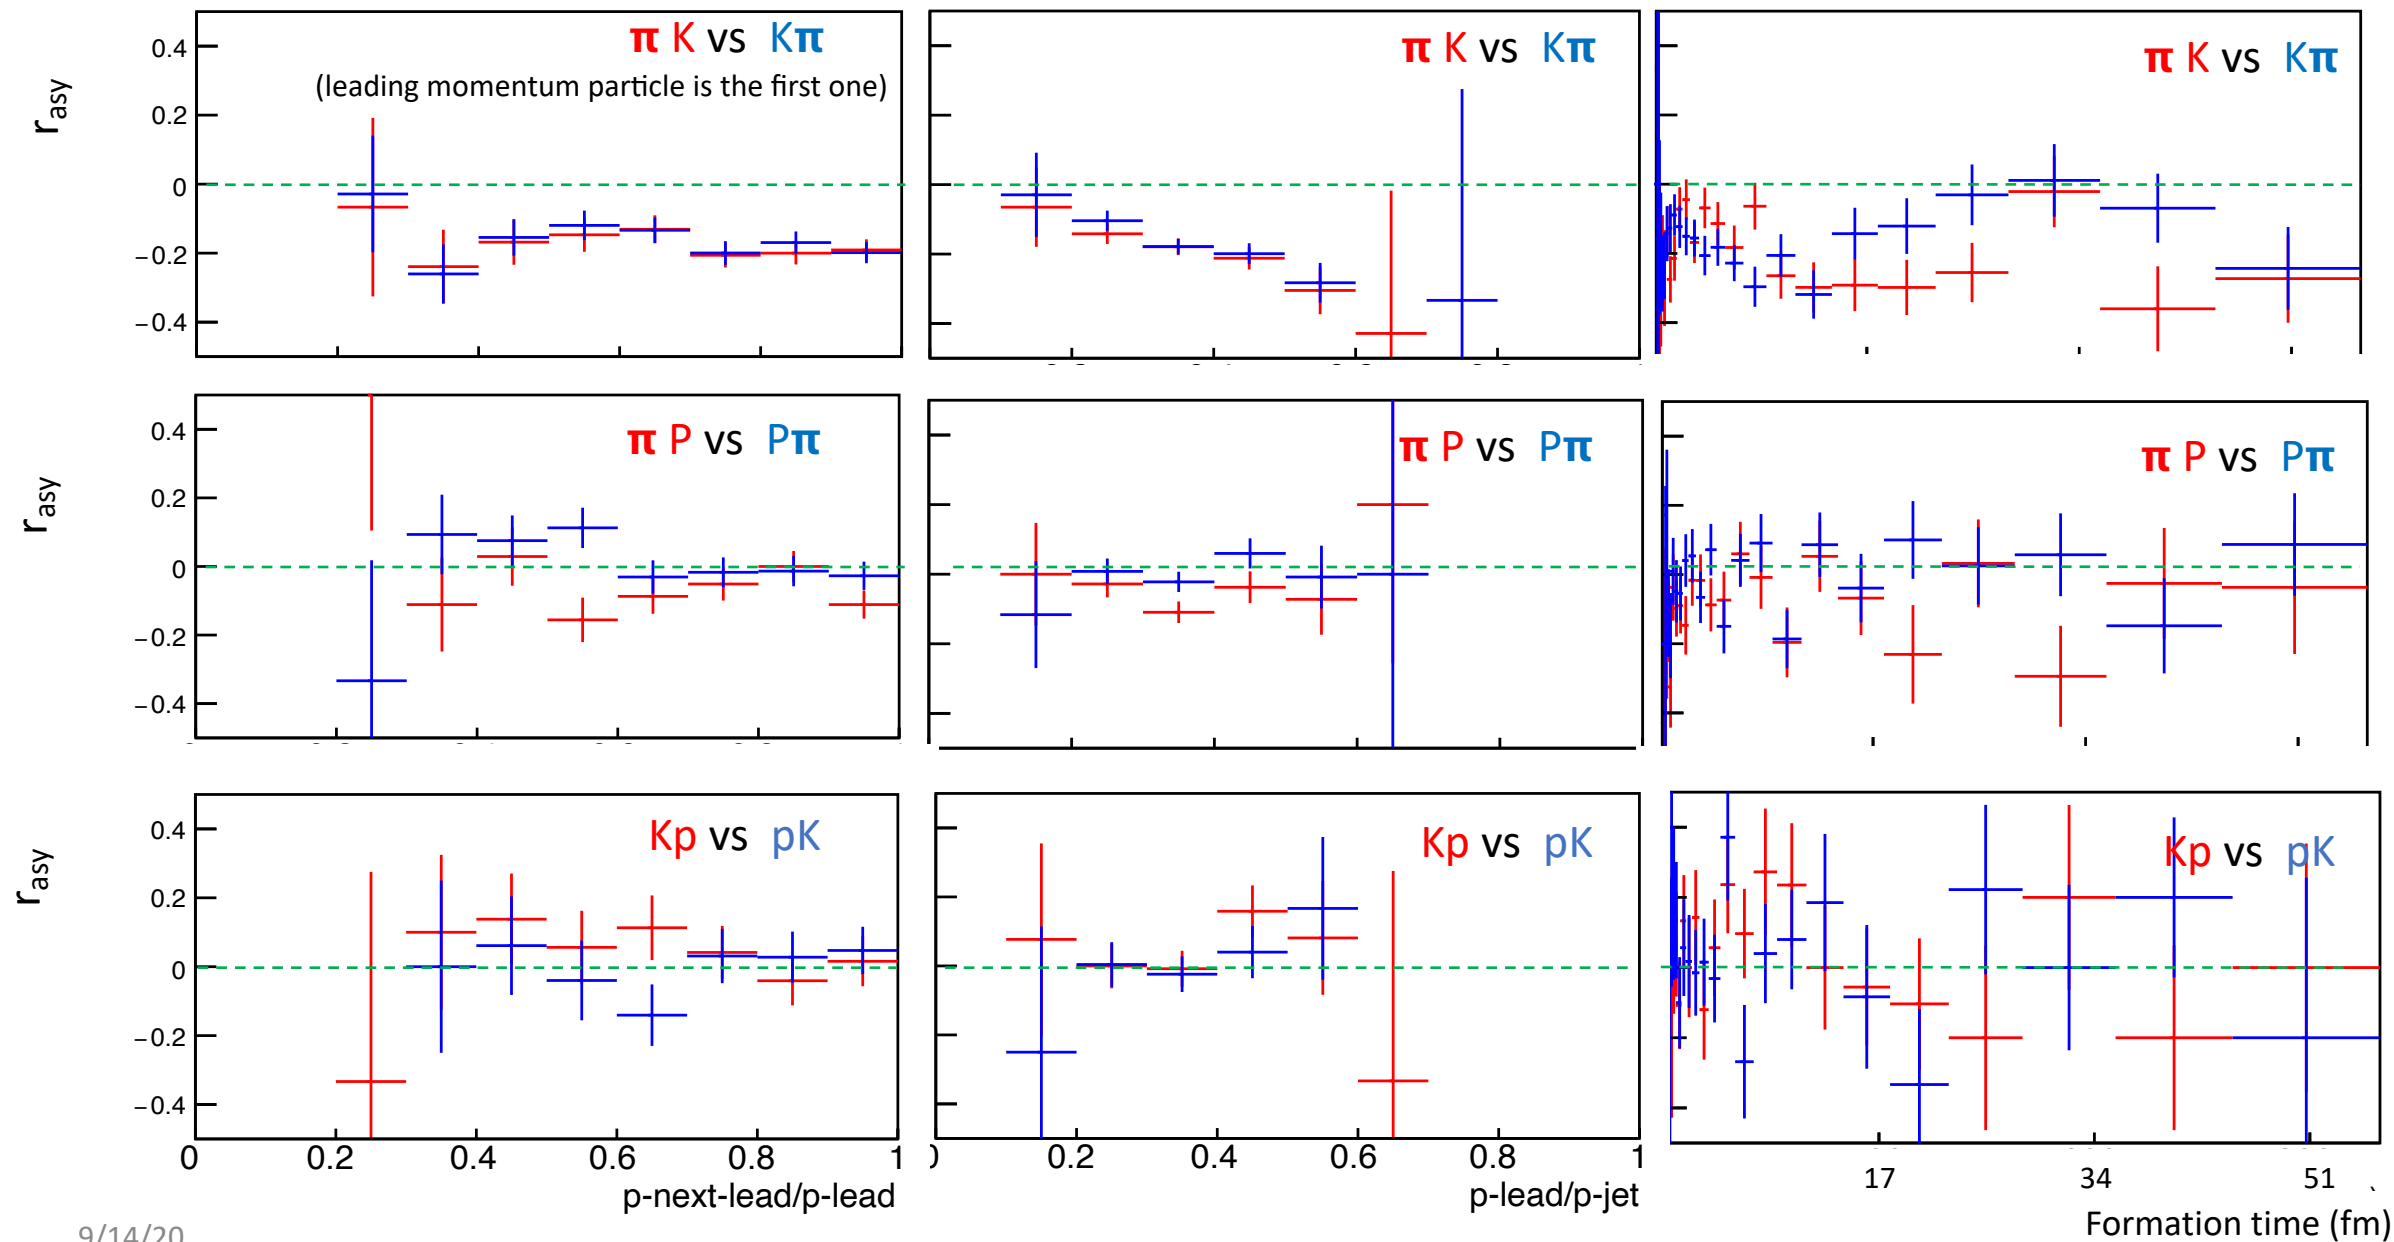 π K vs Kπ
(leading momentum particle is the first one)
r_asy
0.4
0.2
0
−0.2
−0.4
π K vs Kπ
π K vs Kπ
π P vs Pπ
r_asy
0.4
0.2
0
−0.2
−0.4
π P vs Pπ
π P vs Pπ
Kp vs pK
r_asy
0.4
0.2
0
−0.2
−0.4
0 0.2 0.4 0.6 0.8 1
p-next-lead/p-lead
Kp vs pK
0 0.2 0.4 0.6 0.8 1
p-lead/p-jet
Kp vs pK
17 34 51
Formation time (fm)
9/14/20